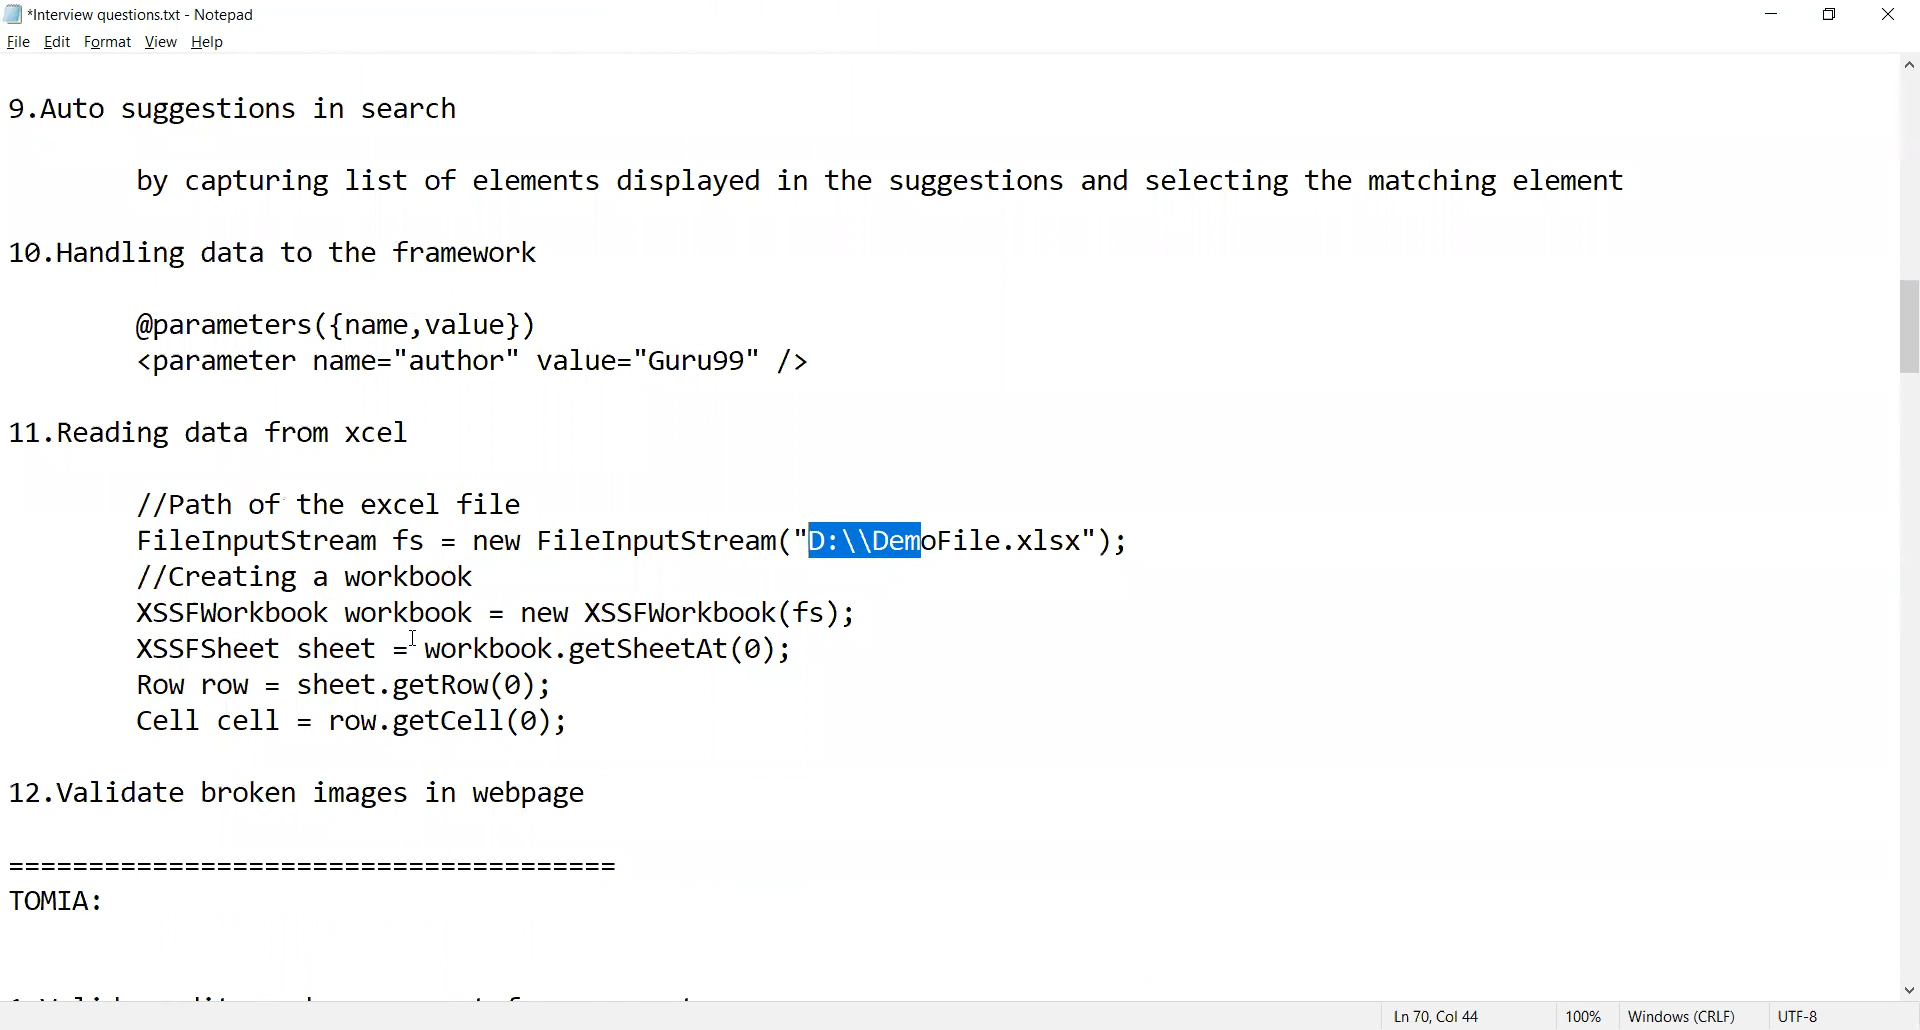 *Interview questions.txt - Notepad
File Edit Format View Help
9.Auto suggestions in search
by capturing list of elements displayed in the suggestions and selecting the matching element
10.Handling data to the framework
@parameters({name,value})
<parameter name="author" value="Guru99" />
11.Reading data from xcel
//Path of the excel file
FileInputStream fs = new FileInputStream("D:\\DemoFile.xlsx");
//Creating a workbook
XSSFWorkbook workbook = new XSSFWorkbook(fs);
XSSFSheet sheet = workbook.getSheetAt(0);
Row row = sheet.getRow(0);
Cell cell = row.getCell(0);
12.Validate broken images in webpage
======================================
TOMIA:
Ln 70, Col 44 100% Windows (CRLF) UTF-8